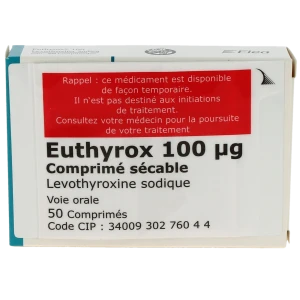 Rappel : ce médicament est disponible
de façon temporaire.
Il n'est pas destiné aux initiations
de traitement.
Consultez votre médecin pour la poursuite
de votre traitement
Euthyrox 100 µg
Comprimé sécable
Levothyroxine sodique
Voie orale
50 Comprimés
Code CIP : 34009 302 760 4 4